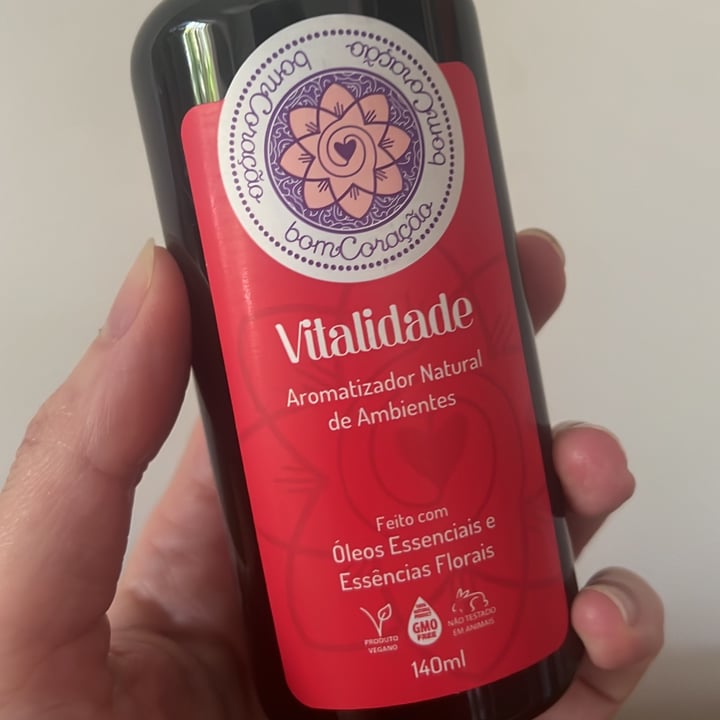 bomCoração
bomCoração
bomCoração
Vitalidade
Aromatizador Natural
de Ambientes
Feito com
Óleos Essenciais e
Essências Florais
PRODUTO
VEGANO
GMO
FREE
NÃO TESTADO
EM ANIMAIS
140ml